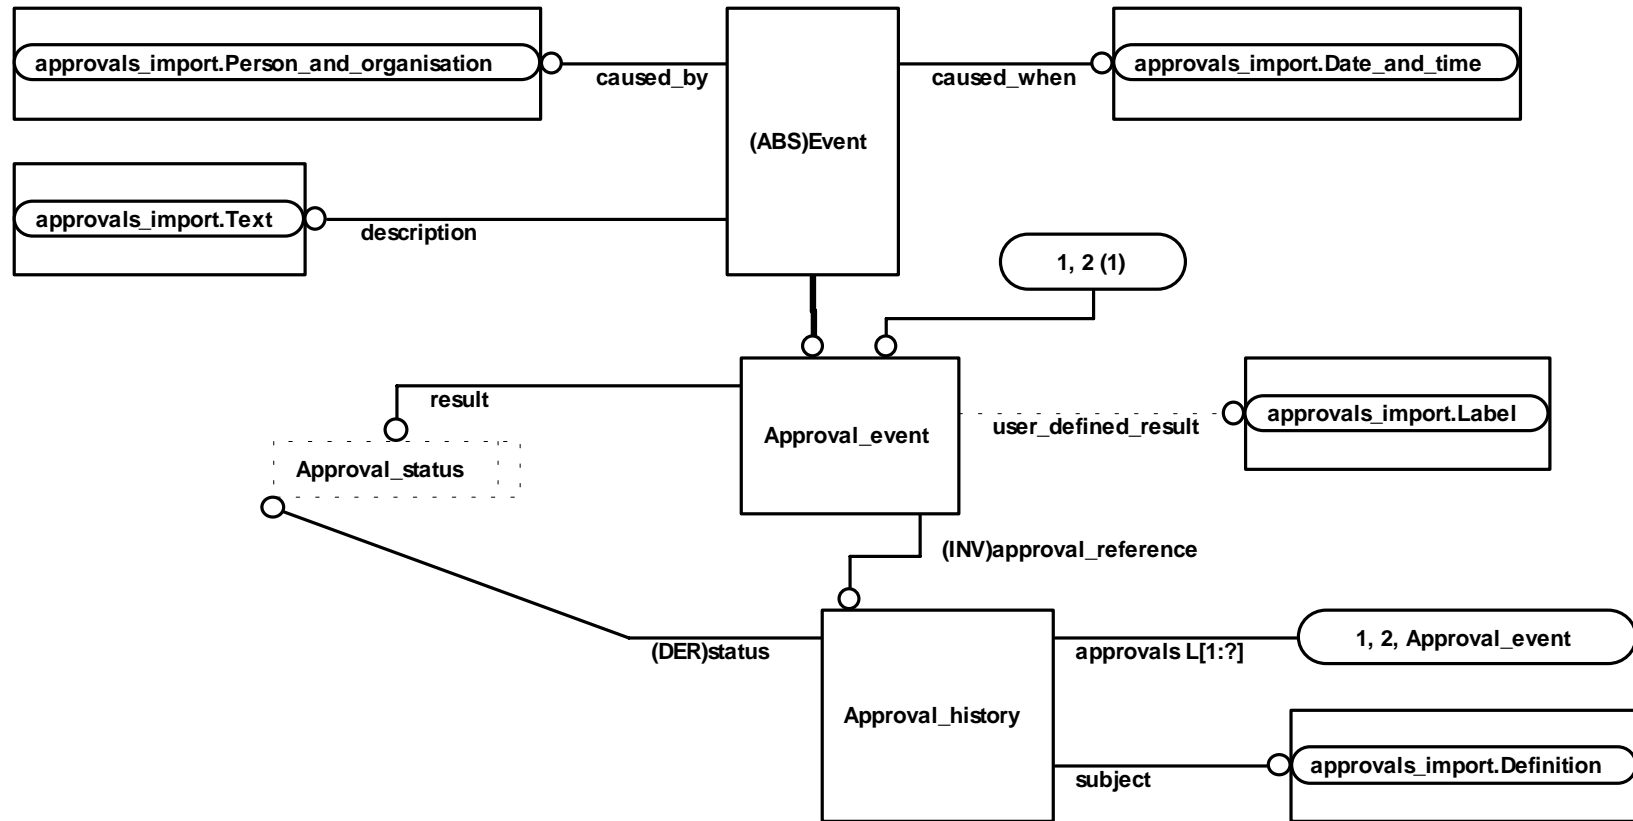 approvals_import.Person_and_organisation
caused_by
caused_when
approvals_import.Date_and_time
(ABS)Event
approvals_import.Text
description
1, 2 (1)
result
Approval_event
user_defined_result
approvals_import.Label
Approval_status
(INV)approval_reference
(DER)status
approvals L[1:?]
1, 2, Approval_event
Approval_history
subject
approvals_import.Definition